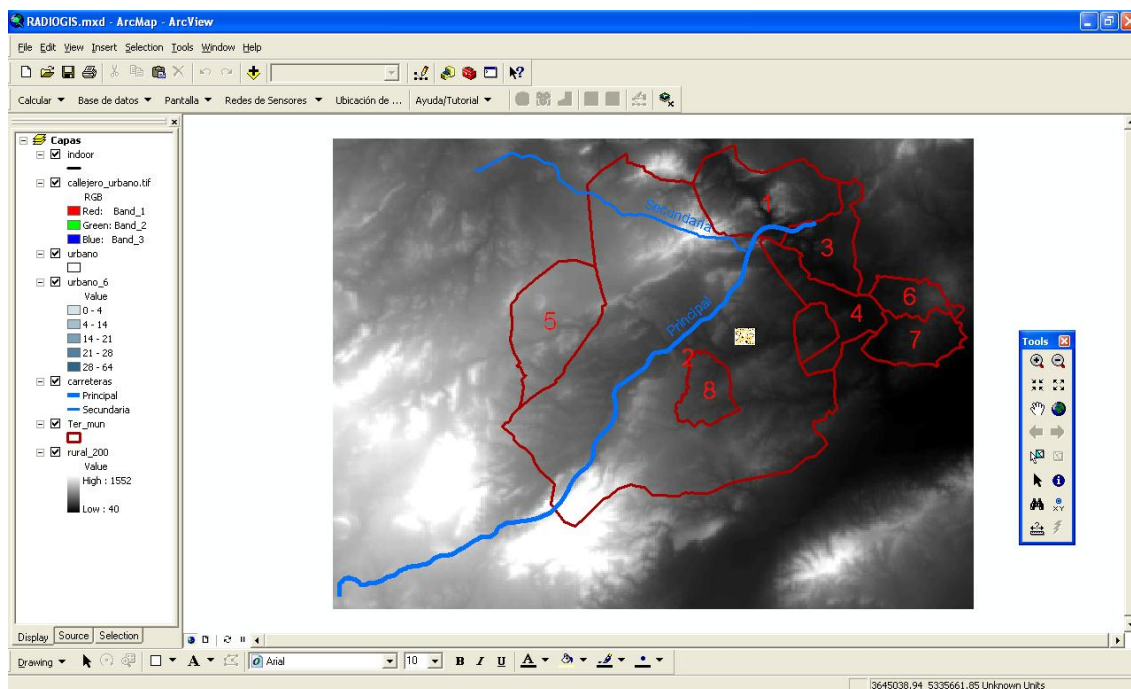 RADIOGIS.mxd - ArcMap - ArcView
File Edit View Insert Selection Tools Window Help
Calcular Base de datos Pantalla Redes de Sensores Ubicación de ... Ayuda/Tutorial
Capas
indoor
callejero_urbano.tif
RGB
Red: Band_1
Green: Band_2
Blue: Band_3
urbano
urbano_6
Value
0 - 4
4 - 14
14 - 21
21 - 28
28 - 64
carreteras
Principal
Secundaria
Ter_mun
rural_200
Value
High : 1552
Low : 40
Secundaria
Principal
1
3
6
4
7
5
2
8
Tools
XY
Display Source Selection
Drawing A Arial 10 B I U A
3645038,94 5335661,85 Unknown Units